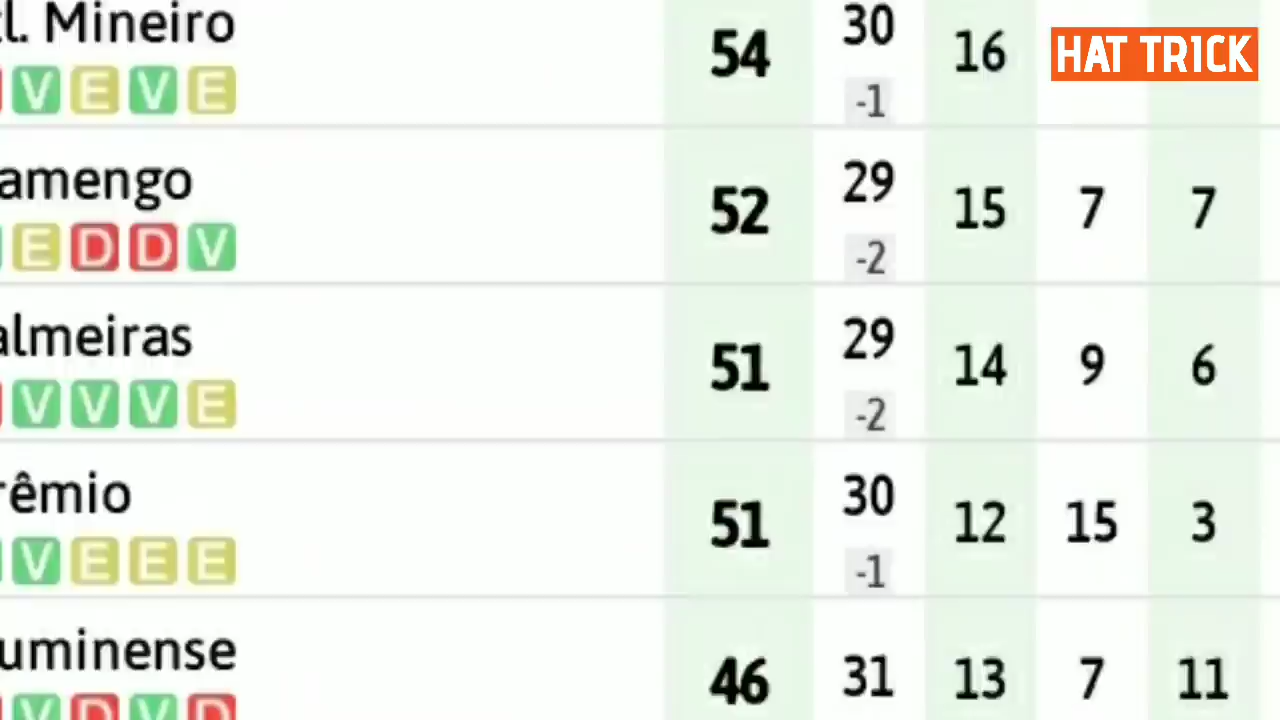 tl. Mineiro 54 30 16 HAT TRICK
V E V E -1
amengo 52 29 15 7 7
E D D V -2
almeiras 51 29 14 9 6
V V V E -2
rêmio 51 30 12 15 3
V E E E -1
uminense 46 31 13 7 11
V D V D